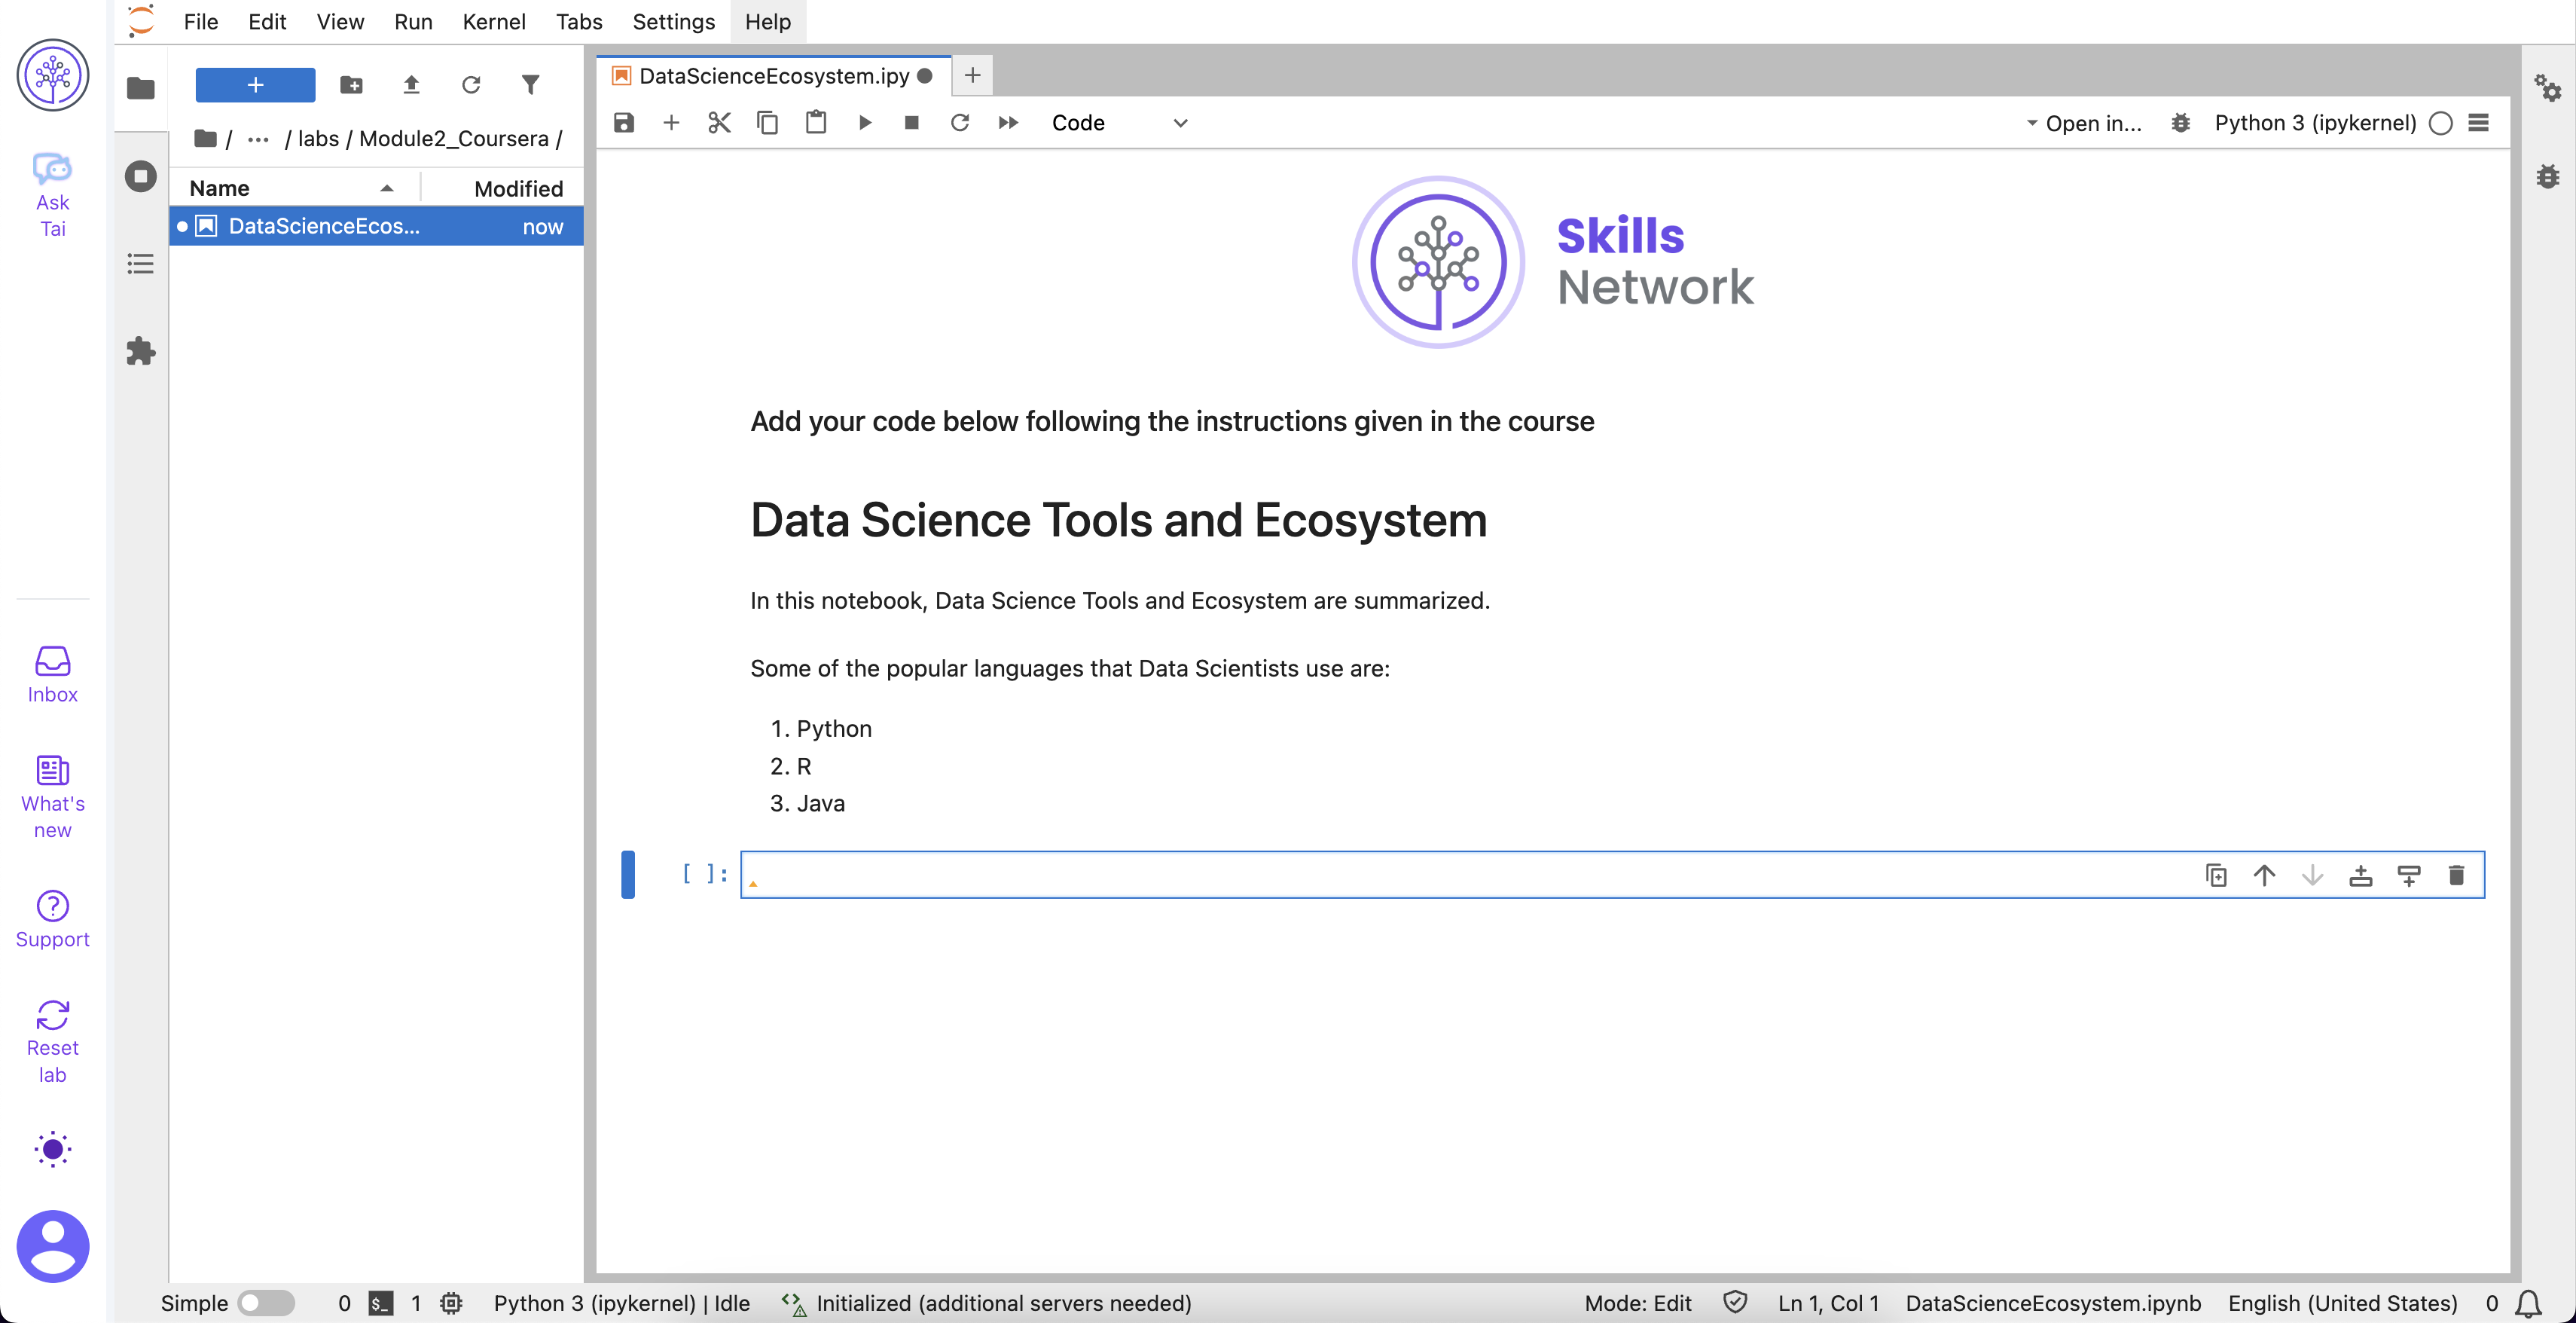 File Edit View Run Kernel Tabs Settings Help
Ask
Tai
Inbox
What's
new
Support
Reset
lab
+
/ ··· / labs / Module2_Coursera /
Name Modified
DataScienceEcos... now
DataScienceEcosystem.ipy
Code
Open in... Python 3 (ipykernel)
Skills
Network
Add your code below following the instructions given in the course
Data Science Tools and Ecosystem
In this notebook, Data Science Tools and Ecosystem are summarized.
Some of the popular languages that Data Scientists use are:
1. Python
2. R
3. Java
[ ]:
Simple 0 $_ 1 Python 3 (ipykernel) | Idle Initialized (additional servers needed) Mode: Edit Ln 1, Col 1 DataScienceEcosystem.ipynb English (United States) 0